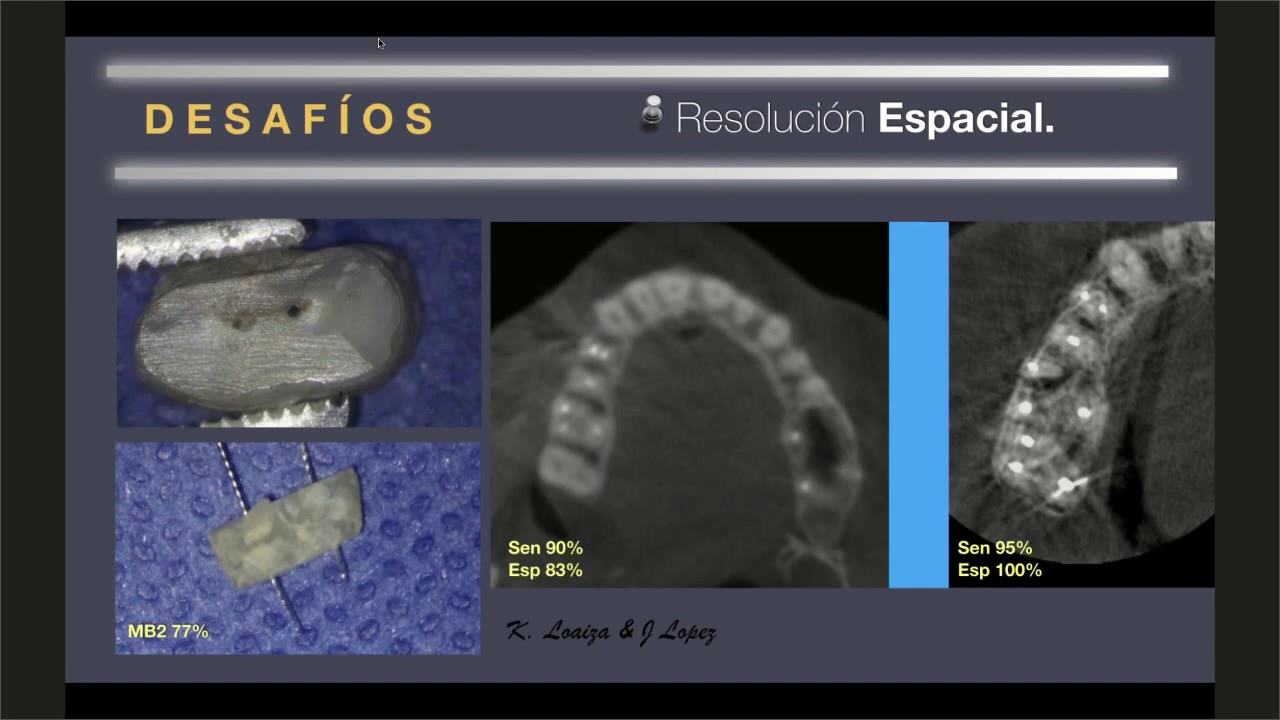 DESAFÍOS
Resolución Espacial.
Sen 90%
Esp 83%
Sen 95%
Esp 100%
MB2 77%
K. Loaiza & J Lopez